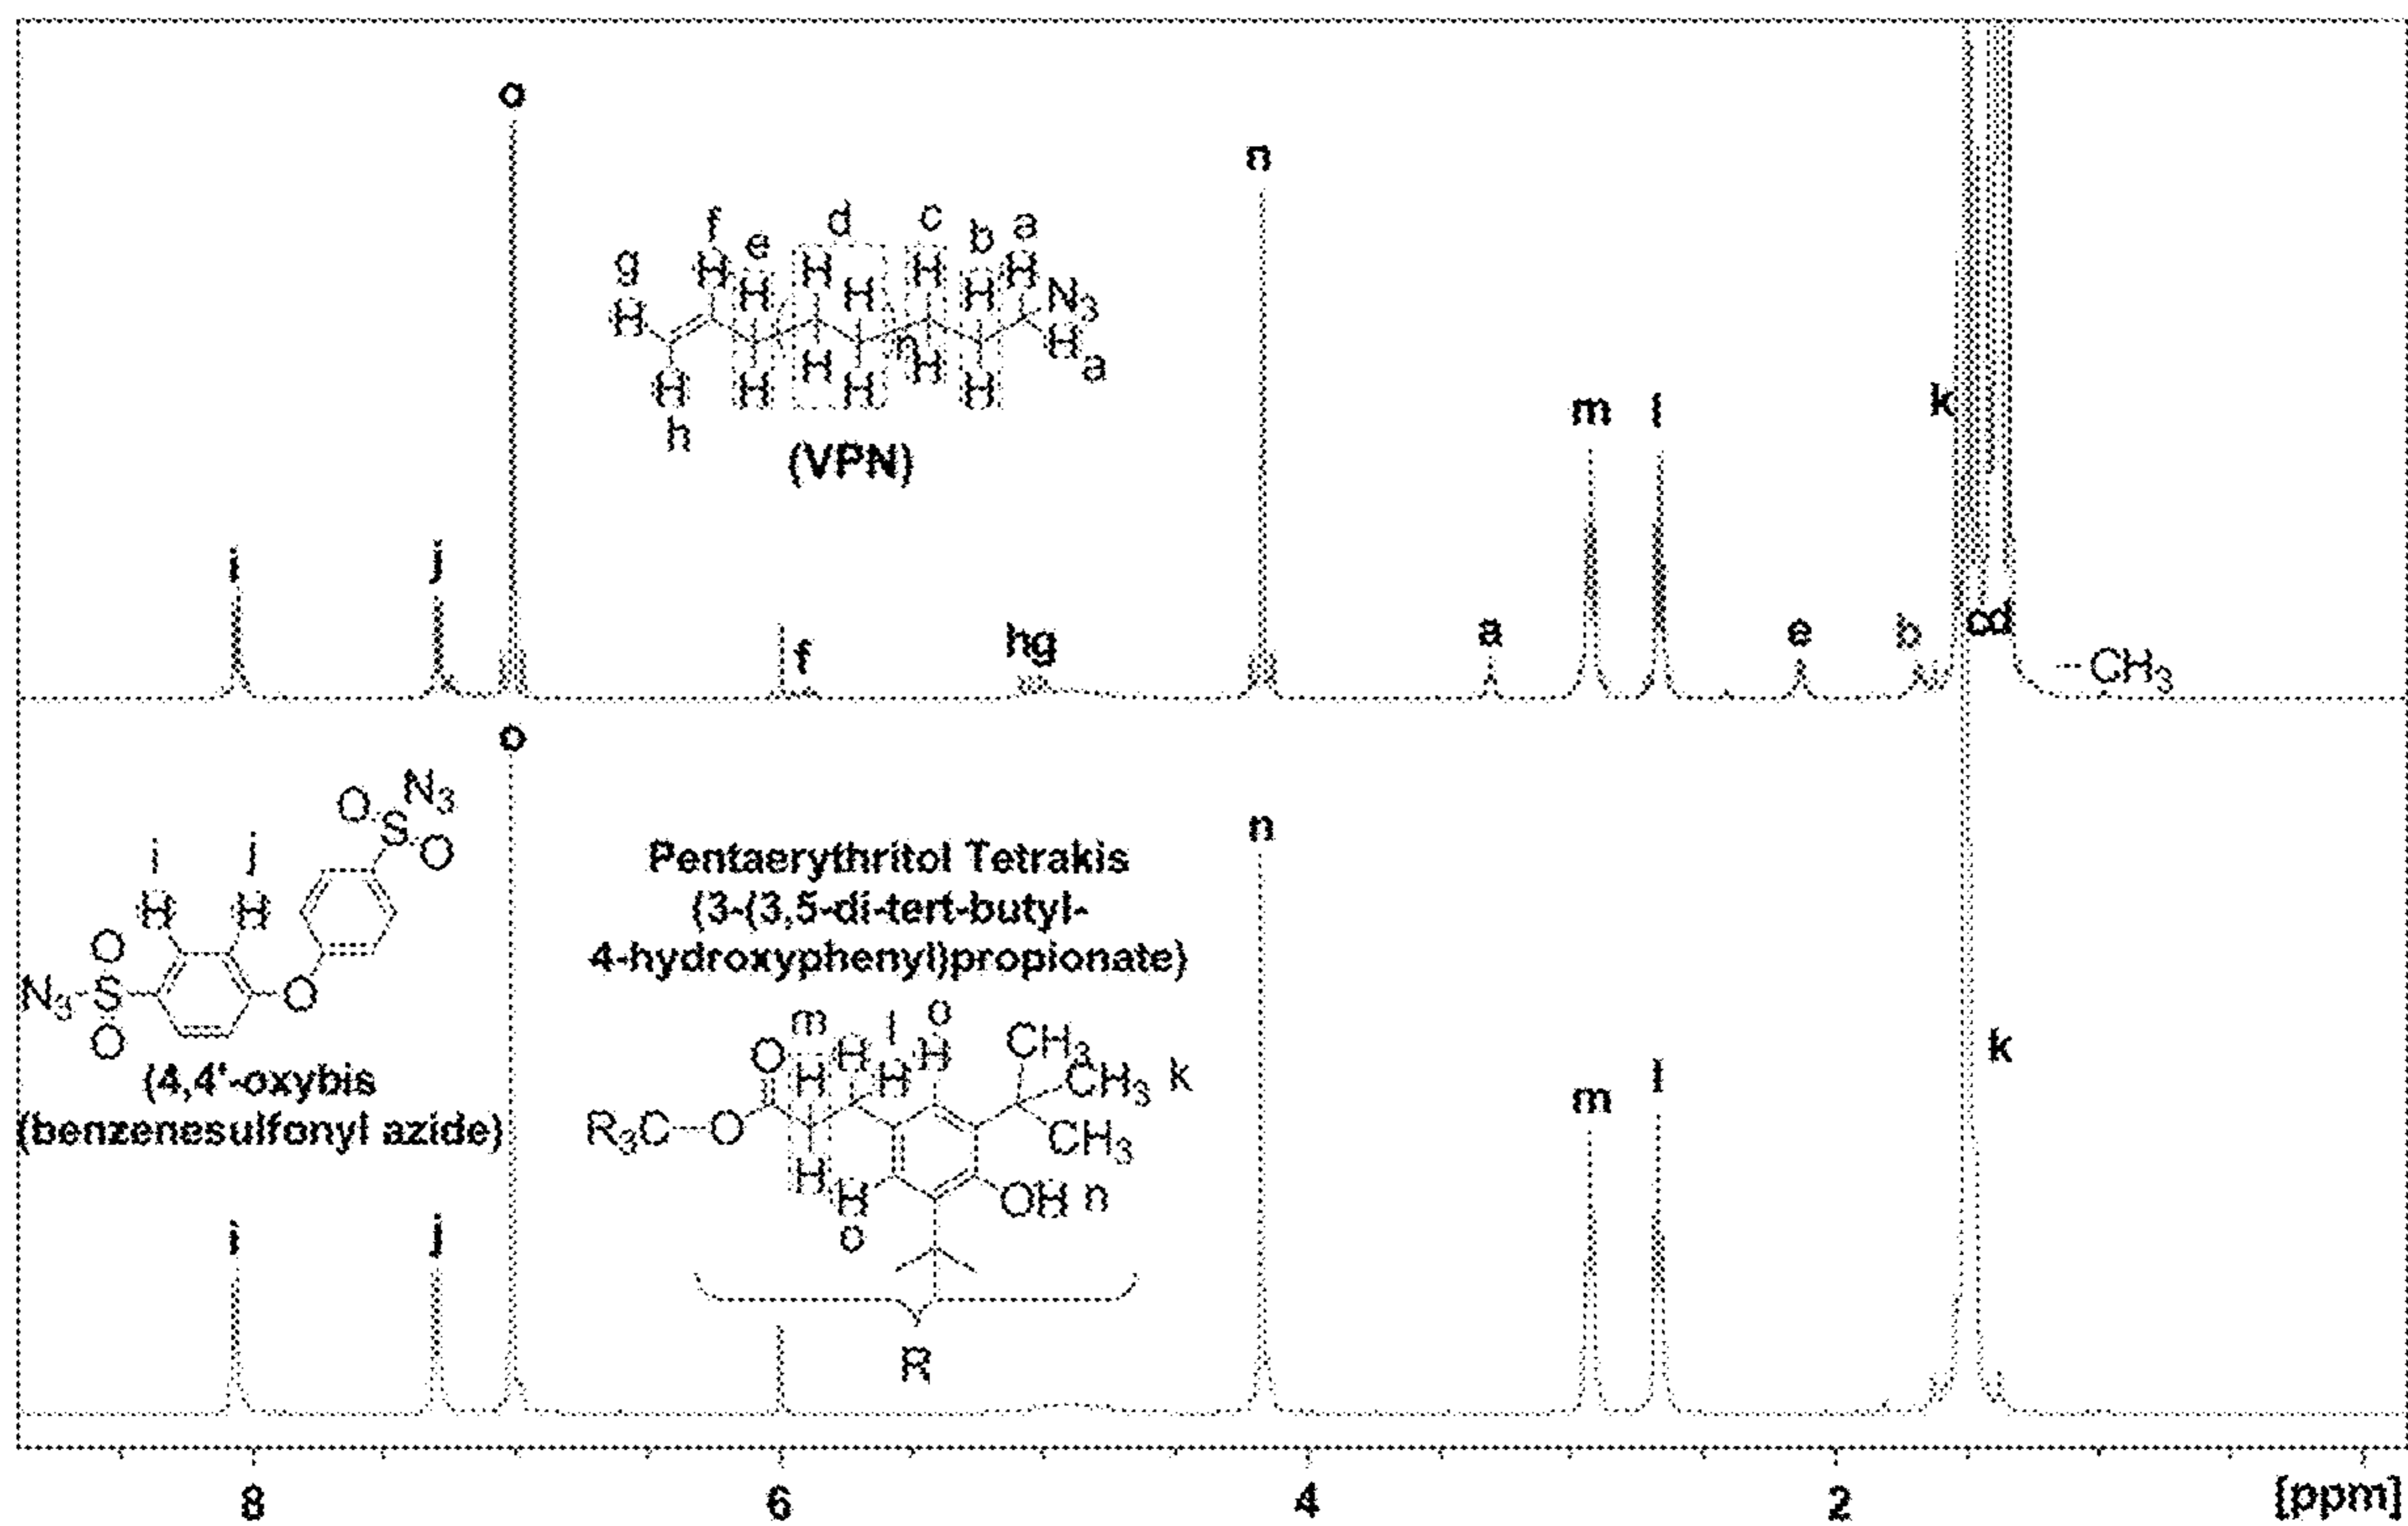 o
n
f
d
c
a
e
b
g
H
H
H
H
H
H
H
H
N3
H
H
a
n
H
H
H
H
H
H
h
(VPN)
m
l
k
i
j
f
hg
a
e
b
c
d
--CH3
o
N3
O
S
O
n
i
j
H
H
O
N3
S
O
O
(4,4'-oxybis
(benzenesulfonyl azide)
Pentaerythritol Tetrakis
(3-(3,5-di-tert-butyl-
4-hydroxyphenyl)propionate)
m
l
o
O
H
H
H
H
CH3
CH3
k
CH3
R3C—O
H
H
o
OH
n
R
m
l
k
i
j
8
6
4
2
[ppm]